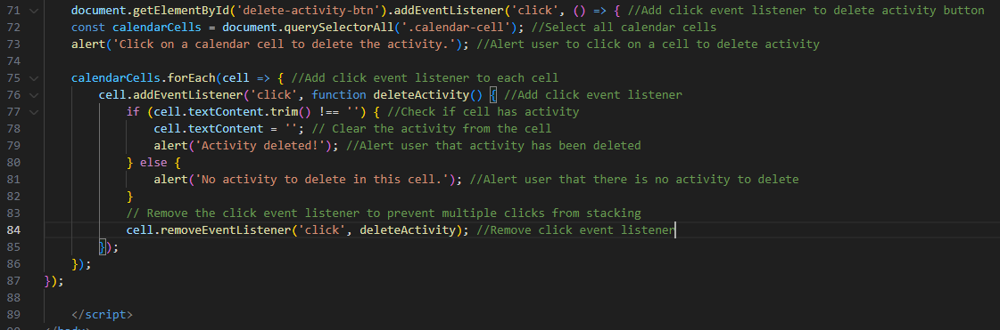 71 document.getElementById('delete-activity-btn').addEventListener('click', () => { //Add click event listener to delete activity button
72 const calendarCells = document.querySelectorAll('.calendar-cell'); //Select all calendar cells
73 alert('Click on a calendar cell to delete the activity.'); //Alert user to click on a cell to delete activity
74
75 calendarCells.forEach(cell => { //Add click event listener to each cell
76 cell.addEventListener('click', function deleteActivity() { //Add click event listener
77 if (cell.textContent.trim() !== '') { //Check if cell has activity
78 cell.textContent = ''; // Clear the activity from the cell
79 alert('Activity deleted!'); //Alert user that activity has been deleted
80 } else {
81 alert('No activity to delete in this cell.'); //Alert user that there is no activity to delete
82 }
83 // Remove the click event listener to prevent multiple clicks from stacking
84 cell.removeEventListener('click', deleteActivity); //Remove click event listener
85 });
86 });
87 });
88
89 </script>